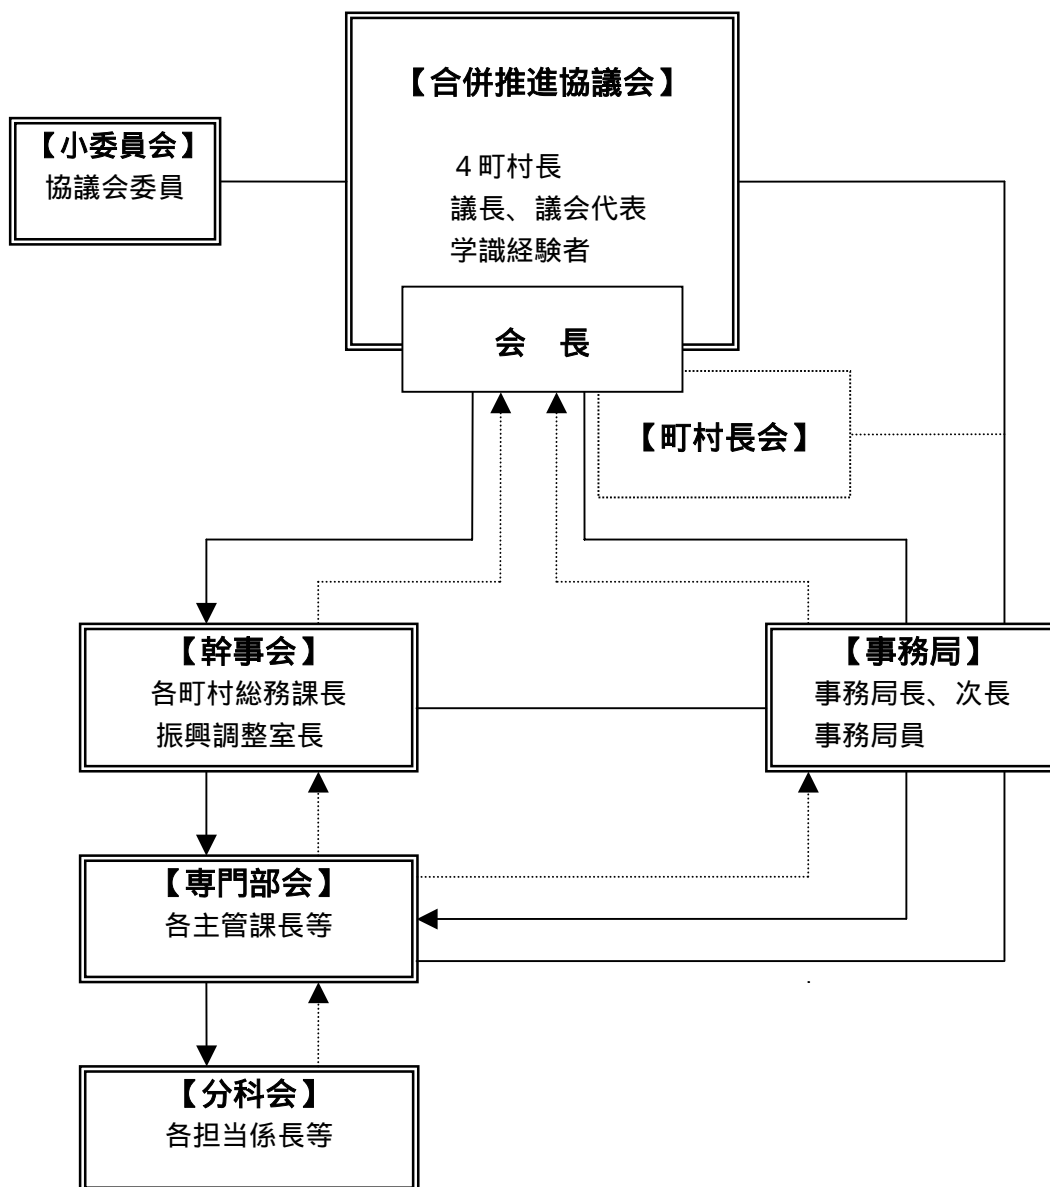 【合併推進協議会】
４町村長
議長、議会代表
学識経験者
会　長
【小委員会】
協議会委員
【町村長会】
【幹事会】
各町村総務課長
振興調整室長
【事務局】
事務局長、次長
事務局員
【専門部会】
各主管課長等
【分科会】
各担当係長等